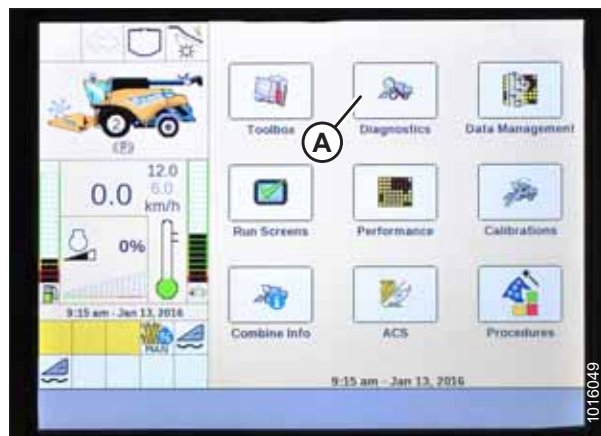 Toolbox
Diagnostics
Data Management
A
2
(P)
12.0
0.0
6.0
km/h
Run Screens
Performance
Calibrations
0%
9:15 am - Jan 13, 2016
MAN
Combine Info
ACS
Procedures
9:15 am - Jan 13, 2016
1016049